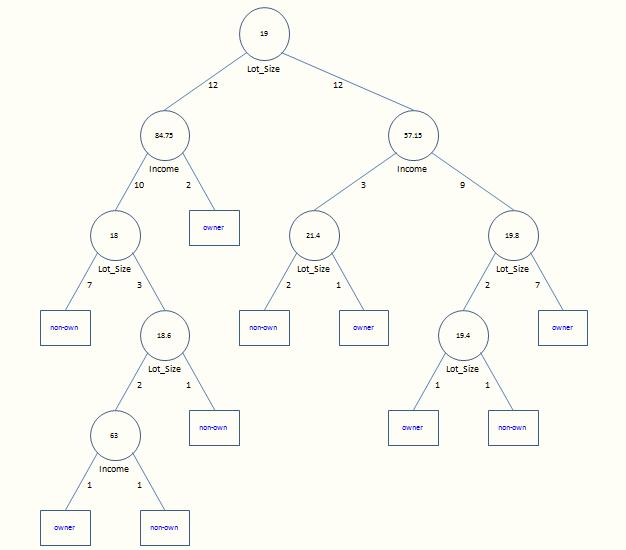 19
Lot_Size
12
12
84.75
57.15
Income
Income
10
2
3
9
owner
18
21.4
19.8
Lot_Size
Lot_Size
Lot_Size
7
3
2
1
2
7
non-own
18.6
non-own
owner
19.4
owner
Lot_Size
Lot_Size
2
1
1
1
non-own
owner
non-own
63
Income
1
1
owner
non-own